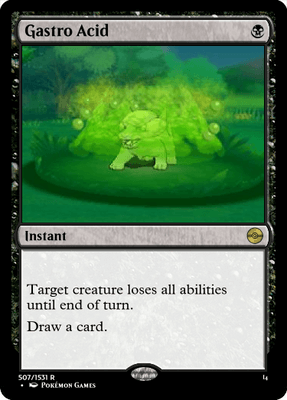 Gastro Acid
Instant
Target creature loses all abilities
until end of turn.
Draw a card.
507/1531 R
• Pokémon Games